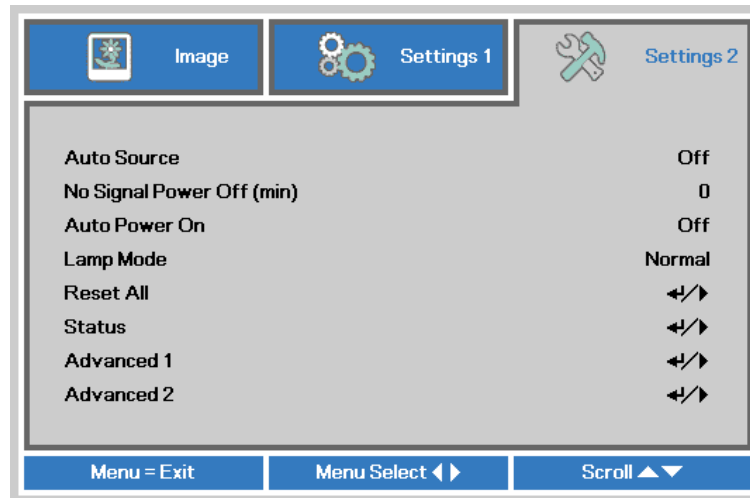 Image
Settings 1
Settings 2
Auto Source Off
No Signal Power Off (min) 0
Auto Power On Off
Lamp Mode Normal
Reset All ↵/▶
Status ↵/▶
Advanced 1 ↵/▶
Advanced 2 ↵/▶
Menu = Exit
Menu Select ◀▶
Scroll ▲▼